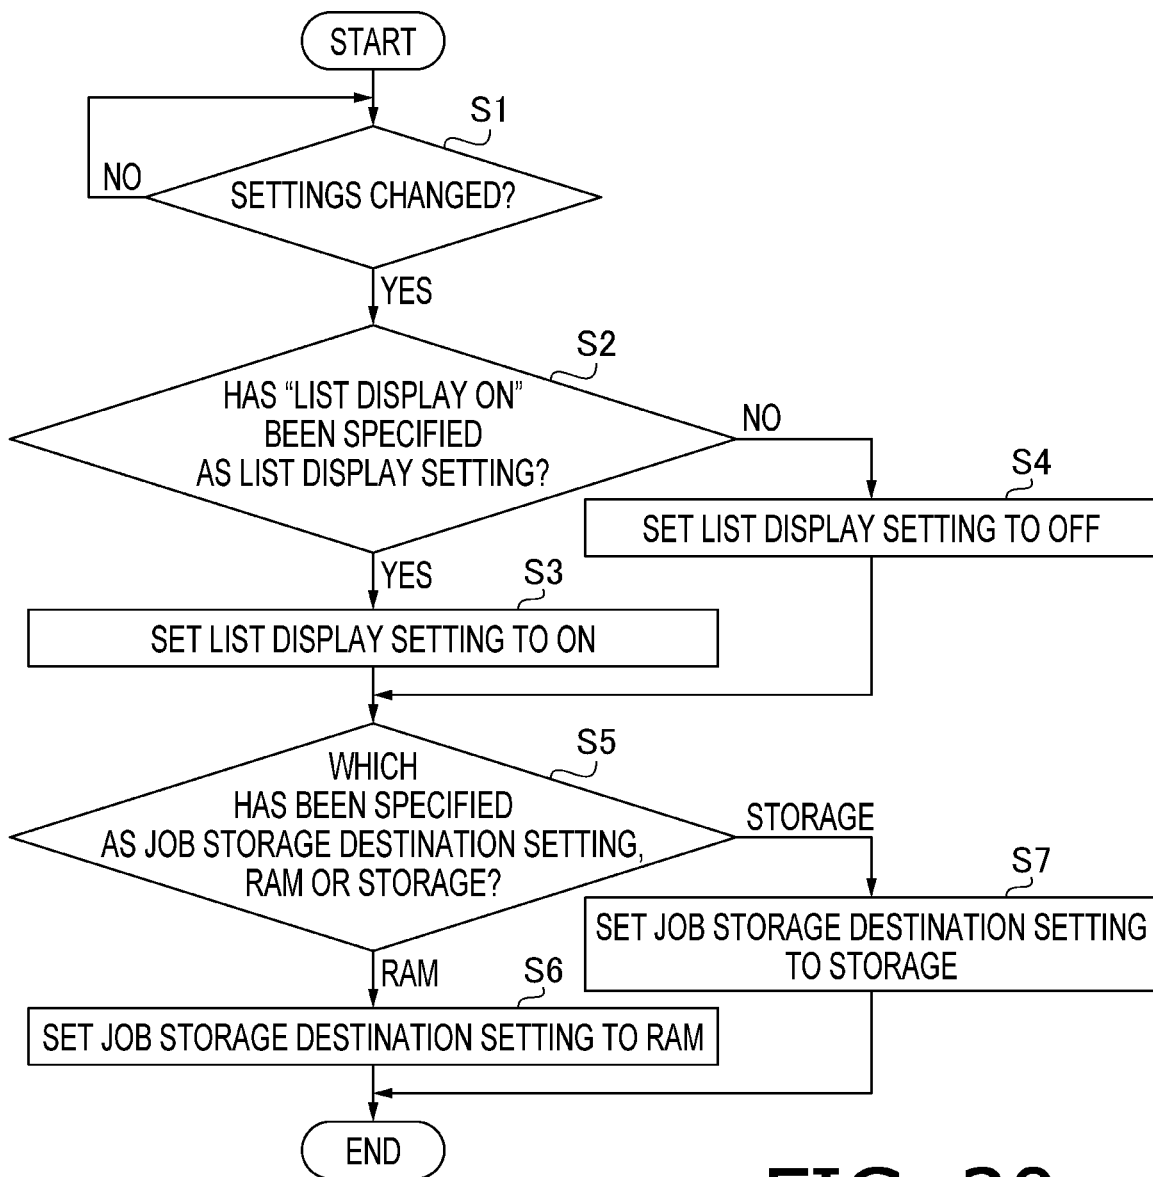 START
S1
NO
SETTINGS CHANGED?
YES
S2
HAS “LIST DISPLAY ON”
BEEN SPECIFIED
AS LIST DISPLAY SETTING?
NO
S4
SET LIST DISPLAY SETTING TO OFF
YES
S3
SET LIST DISPLAY SETTING TO ON
S5
WHICH
HAS BEEN SPECIFIED
AS JOB STORAGE DESTINATION SETTING,
RAM OR STORAGE?
STORAGE
S7
SET JOB STORAGE DESTINATION SETTING
TO STORAGE
RAM
S6
SET JOB STORAGE DESTINATION SETTING TO RAM
END